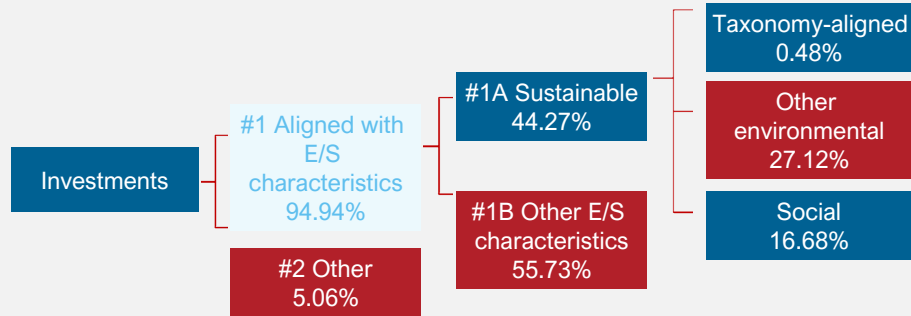 Investments
#1 Aligned with
E/S
characteristics
94.94%
#2 Other
5.06%
#1A Sustainable
44.27%
#1B Other E/S
characteristics
55.73%
Taxonomy-aligned
0.48%
Other
environmental
27.12%
Social
16.68%